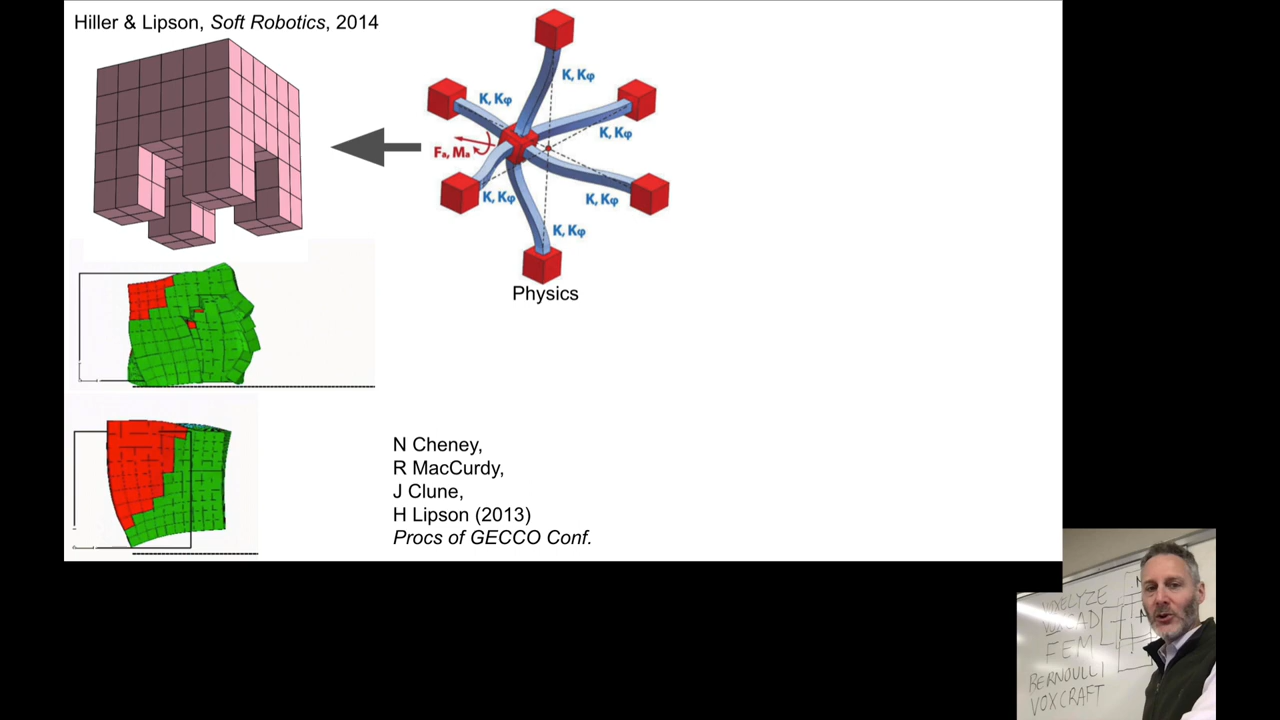 Hiller & Lipson, Soft Robotics, 2014
K, Kφ
K, Kφ
K, Kφ
Fₐ, Mₐ
K, Kφ
K, Kφ
K, Kφ
Physics
N Cheney,
R MacCurdy,
J Clune,
H Lipson (2013)
Procs of GECCO Conf.
VOXELYZE
VOXCAD
FEM
BERNOULLI
VOXCRAFT